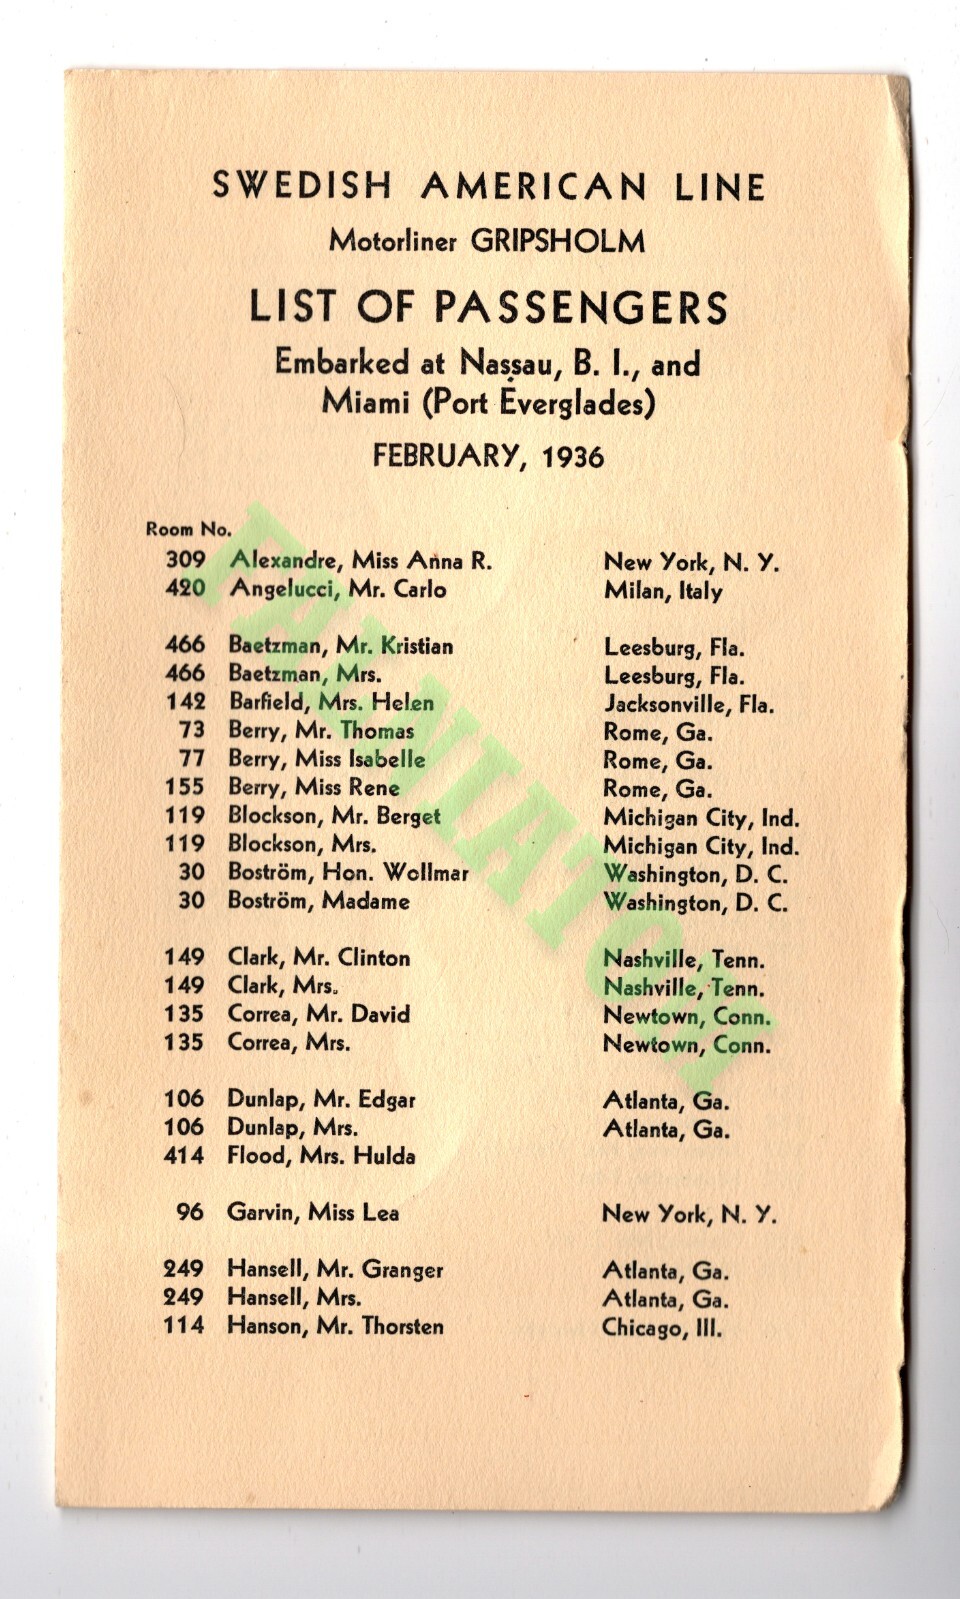 SWEDISH AMERICAN LINE
Motorliner GRIPSHOLM
LIST OF PASSENGERS
Embarked at Nassau, B. I., and
Miami (Port Everglades)
FEBRUARY, 1936
Room No.
309 Alexandre, Miss Anna R. New York, N. Y.
420 Angelucci, Mr. Carlo Milan, Italy
466 Baetzman, Mr. Kristian Leesburg, Fla.
466 Baetzman, Mrs. Leesburg, Fla.
142 Barfield, Mrs. Helen Jacksonville, Fla.
73 Berry, Mr. Thomas Rome, Ga.
77 Berry, Miss Isabelle Rome, Ga.
155 Berry, Miss Rene Rome, Ga.
119 Blockson, Mr. Berget Michigan City, Ind.
119 Blockson, Mrs. Michigan City, Ind.
30 Boström, Hon. Wollmar Washington, D. C.
30 Boström, Madame Washington, D. C.
149 Clark, Mr. Clinton Nashville, Tenn.
149 Clark, Mrs. Nashville, Tenn.
135 Correa, Mr. David Newtown, Conn.
135 Correa, Mrs. Newtown, Conn.
106 Dunlap, Mr. Edgar Atlanta, Ga.
106 Dunlap, Mrs. Atlanta, Ga.
414 Flood, Mrs. Hulda
96 Garvin, Miss Lea New York, N. Y.
249 Hansell, Mr. Granger Atlanta, Ga.
249 Hansell, Mrs. Atlanta, Ga.
114 Hanson, Mr. Thorsten Chicago, Ill.
FALNIATOM